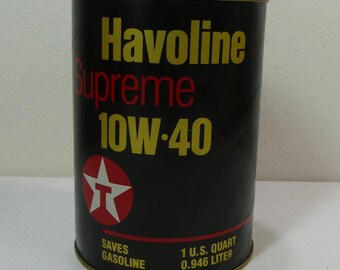 Havoline
Supreme
10W-40
T
SAVES
GASOLINE
1 U.S. QUART
0.946 LITER